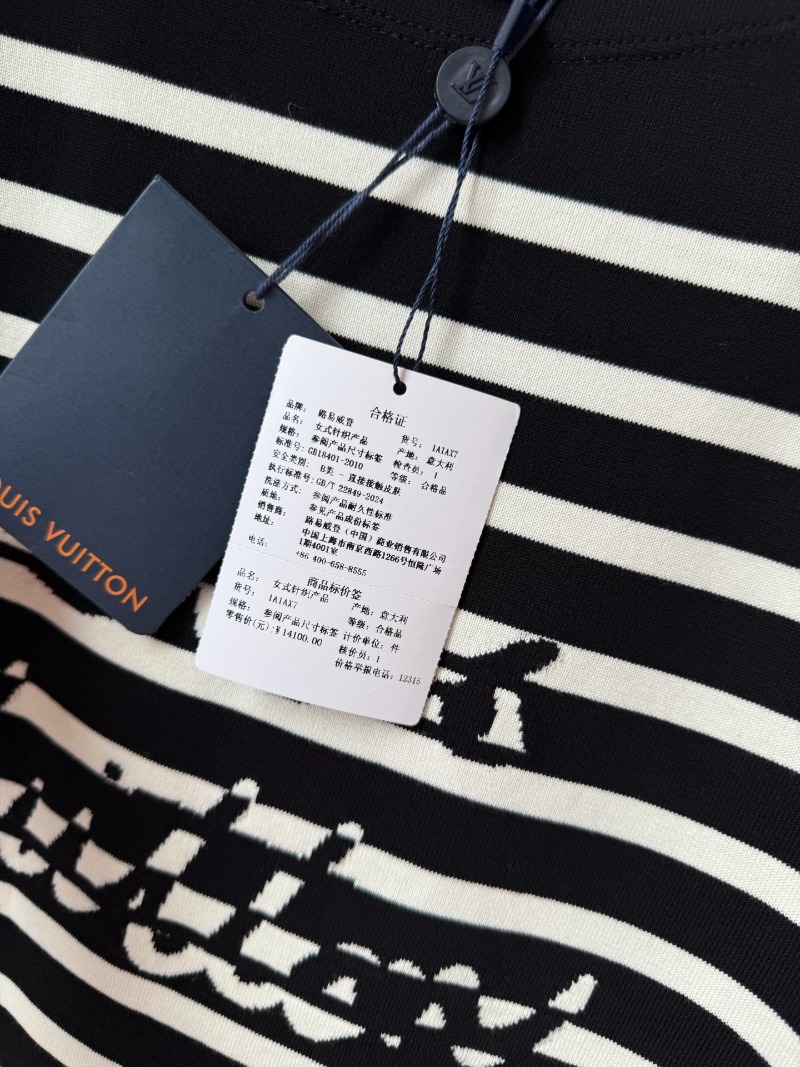 LV
OUIS VUITTON
合格证
品牌: 路易威登
品名: 女式针织产品 货号: 1A1AX7
规格: 参阅产品尺寸标签 产地: 意大利
标准号: GB18401-2010 检查员: 1
安全类别: B类 - 直接接触皮肤 等级: 合格品
执行标准号: GB/T 22849-2024
洗涤方式: 参阅产品耐久性标准
质地: 参见产品成份标签
销售商: 路易威登（中国）商业销售有限公司
地址: 中国上海市南京西路1266号恒隆广场
1期4001室
电话: +86 400-658-8555
商品标价签
品名: 女式针织产品 产地: 意大利
货号: 1A1AX7 等级: 合格品
规格: 参阅产品尺寸标签 计价单位: 件
零售价(元): ¥14100.00 核价员: 1
价格举报电话: 12315